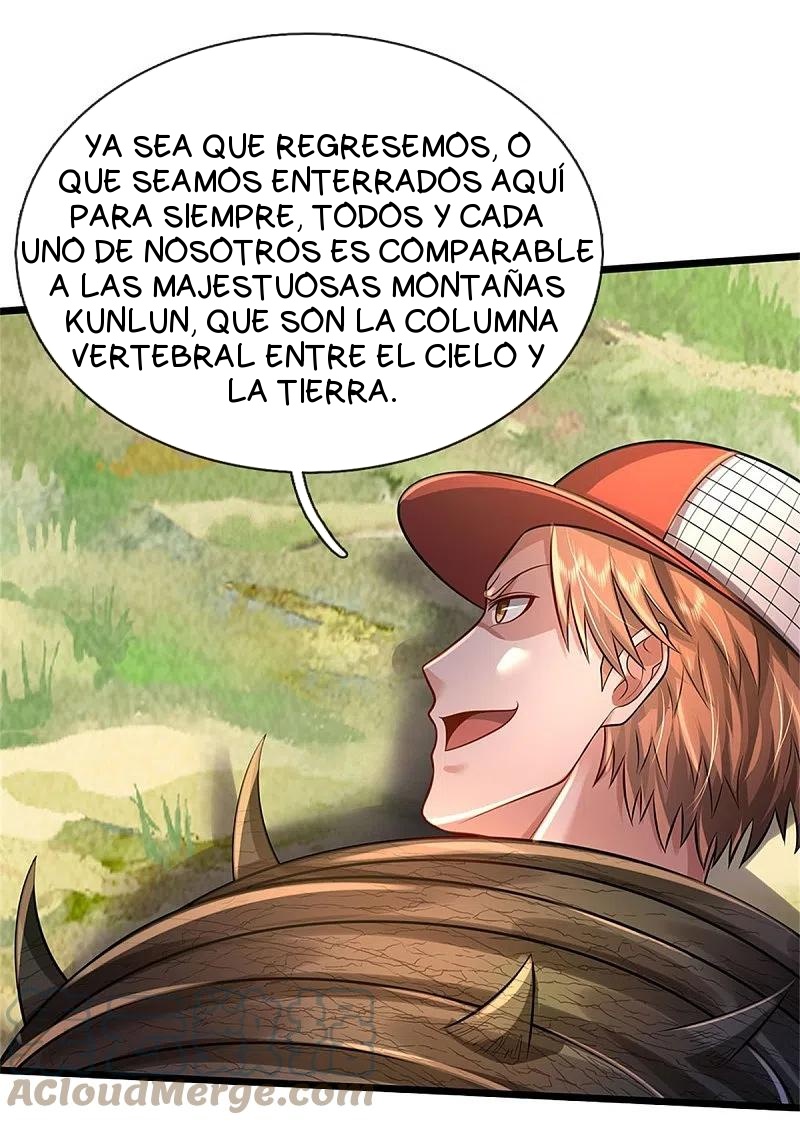 YA SEA QUE REGRESEMOS, O
QUE SEAMOS ENTERRADOS AQUÍ
PARA SIEMPRE, TODOS Y CADA
UNO DE NOSOTROS ES COMPARABLE
A LAS MAJESTUOSAS MONTAÑAS
KUNLUN, QUE SON LA COLUMNA
VERTEBRAL ENTRE EL CIELO Y
LA TIERRA.
AcloudMerge.com